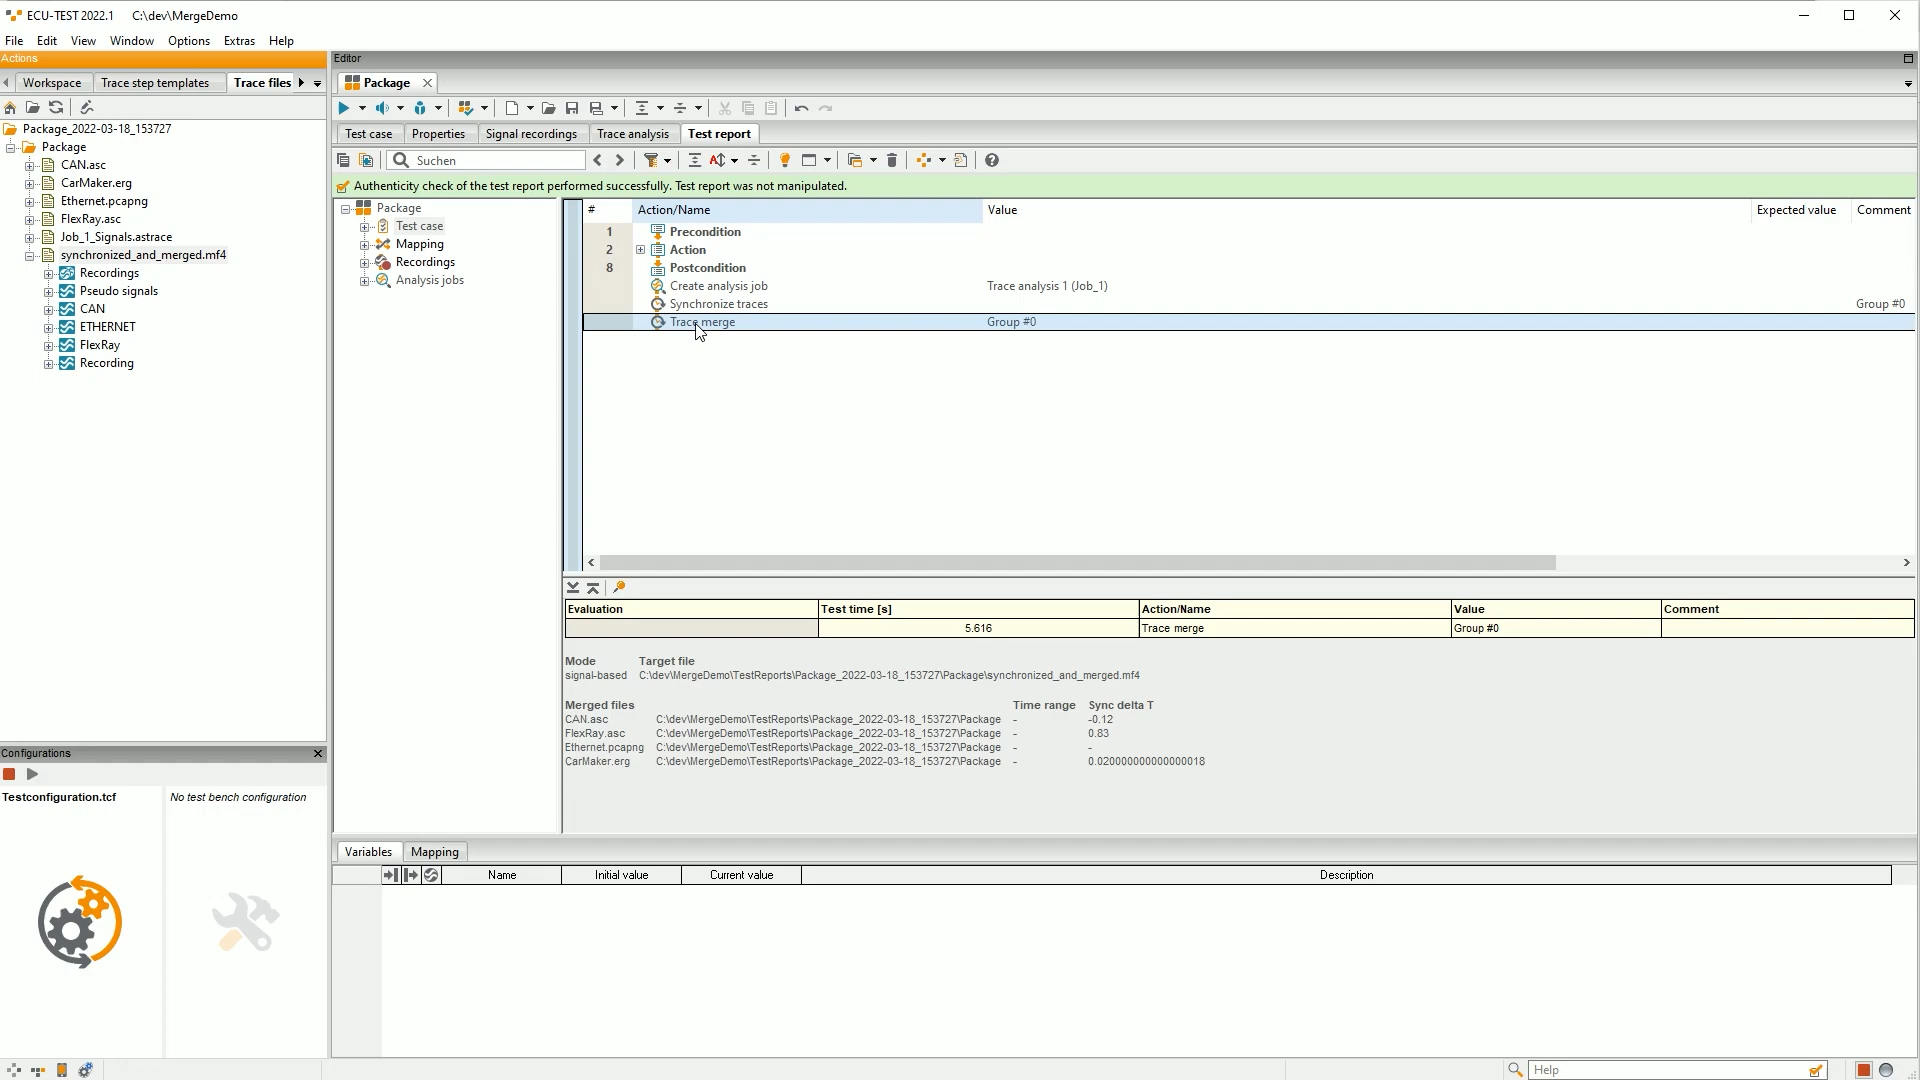 ECU-TEST 2022.1 C:\dev\MergeDemo
File Edit View Window Options Extras Help
Actions
Workspace Trace step templates Trace files
Package_2022-03-18_153727
Package
CAN.asc
CarMaker.erg
Ethernet.pcapng
FlexRay.asc
Job_1_Signals.astrace
synchronized_and_merged.mf4
Recordings
Pseudo signals
CAN
ETHERNET
FlexRay
Recording
Configurations
Testconfiguration.tcf
No test bench configuration
Editor
Package
Test case Properties Signal recordings Trace analysis Test report
Suchen
Authenticity check of the test report performed successfully. Test report was not manipulated.
Package
Test case
Mapping
Recordings
Analysis jobs
# Action/Name Value Expected value Comment
1 Precondition
2 Action
8 Postcondition
Create analysis job Trace analysis 1 (Job_1)
Synchronize traces Group #0
Trace merge Group #0
Evaluation Test time [s] Action/Name Value Comment
5.616 Trace merge Group #0
Mode Target file
signal-based C:\dev\MergeDemo\TestReports\Package_2022-03-18_153727\Package\synchronized_and_merged.mf4
Merged files Time range Sync delta T
CAN.asc C:\dev\MergeDemo\TestReports\Package_2022-03-18_153727\Package - -0.12
FlexRay.asc C:\dev\MergeDemo\TestReports\Package_2022-03-18_153727\Package - 0.83
Ethernet.pcapng C:\dev\MergeDemo\TestReports\Package_2022-03-18_153727\Package - -
CarMaker.erg C:\dev\MergeDemo\TestReports\Package_2022-03-18_153727\Package - 0.020000000000000018
Variables Mapping
Name Initial value Current value Description
Help